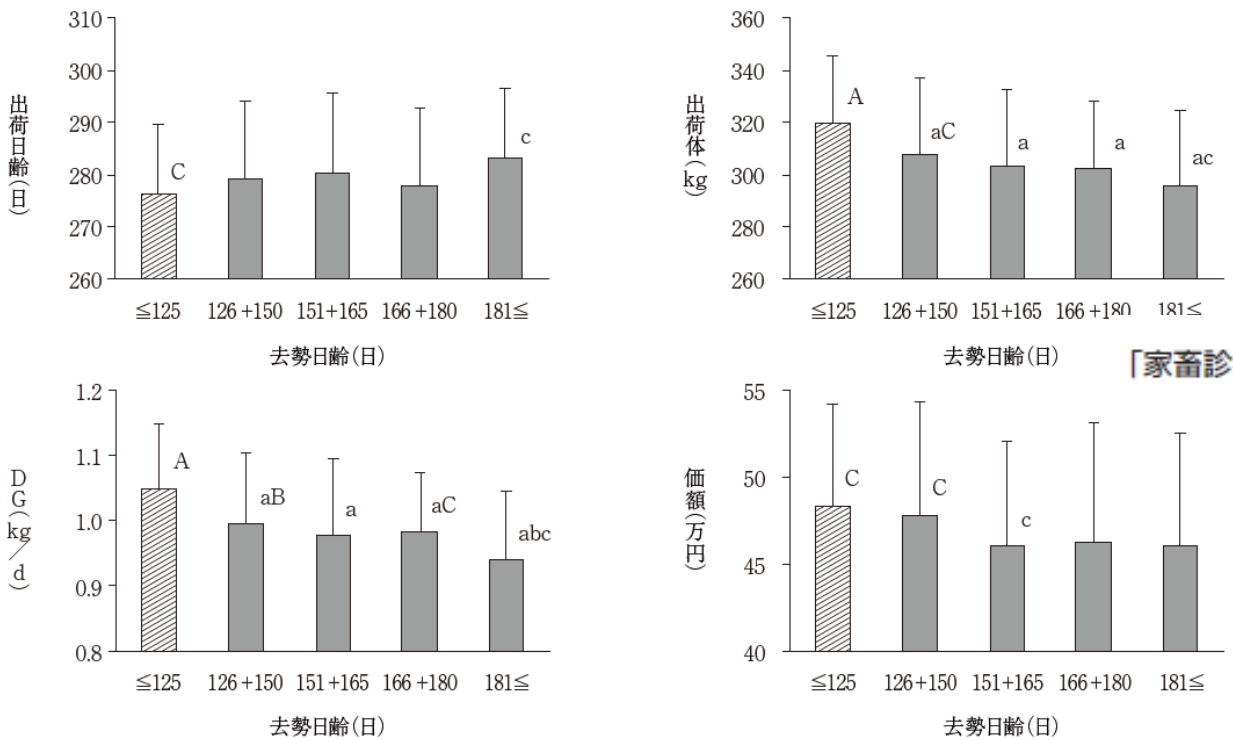 出荷日齢(日)
310
300
290
280
270
260
C
c
≦125 126+150 151+165 166+180 181≦
去勢日齢(日)
出荷体(kg)
360
340
320
300
280
260
A
aC
a
a
ac
≦125 126+150 151+165 166+180 181≦
去勢日齢(日)
「家畜診
DG(kg/d)
1.2
1.1
1.0
0.9
0.8
A
aB
a
aC
abc
≦125 126+150 151+165 166+180 181≦
去勢日齢(日)
価額(万円)
55
50
45
40
C
C
c
≦125 126+150 151+165 166+180 181≦
去勢日齢(日)